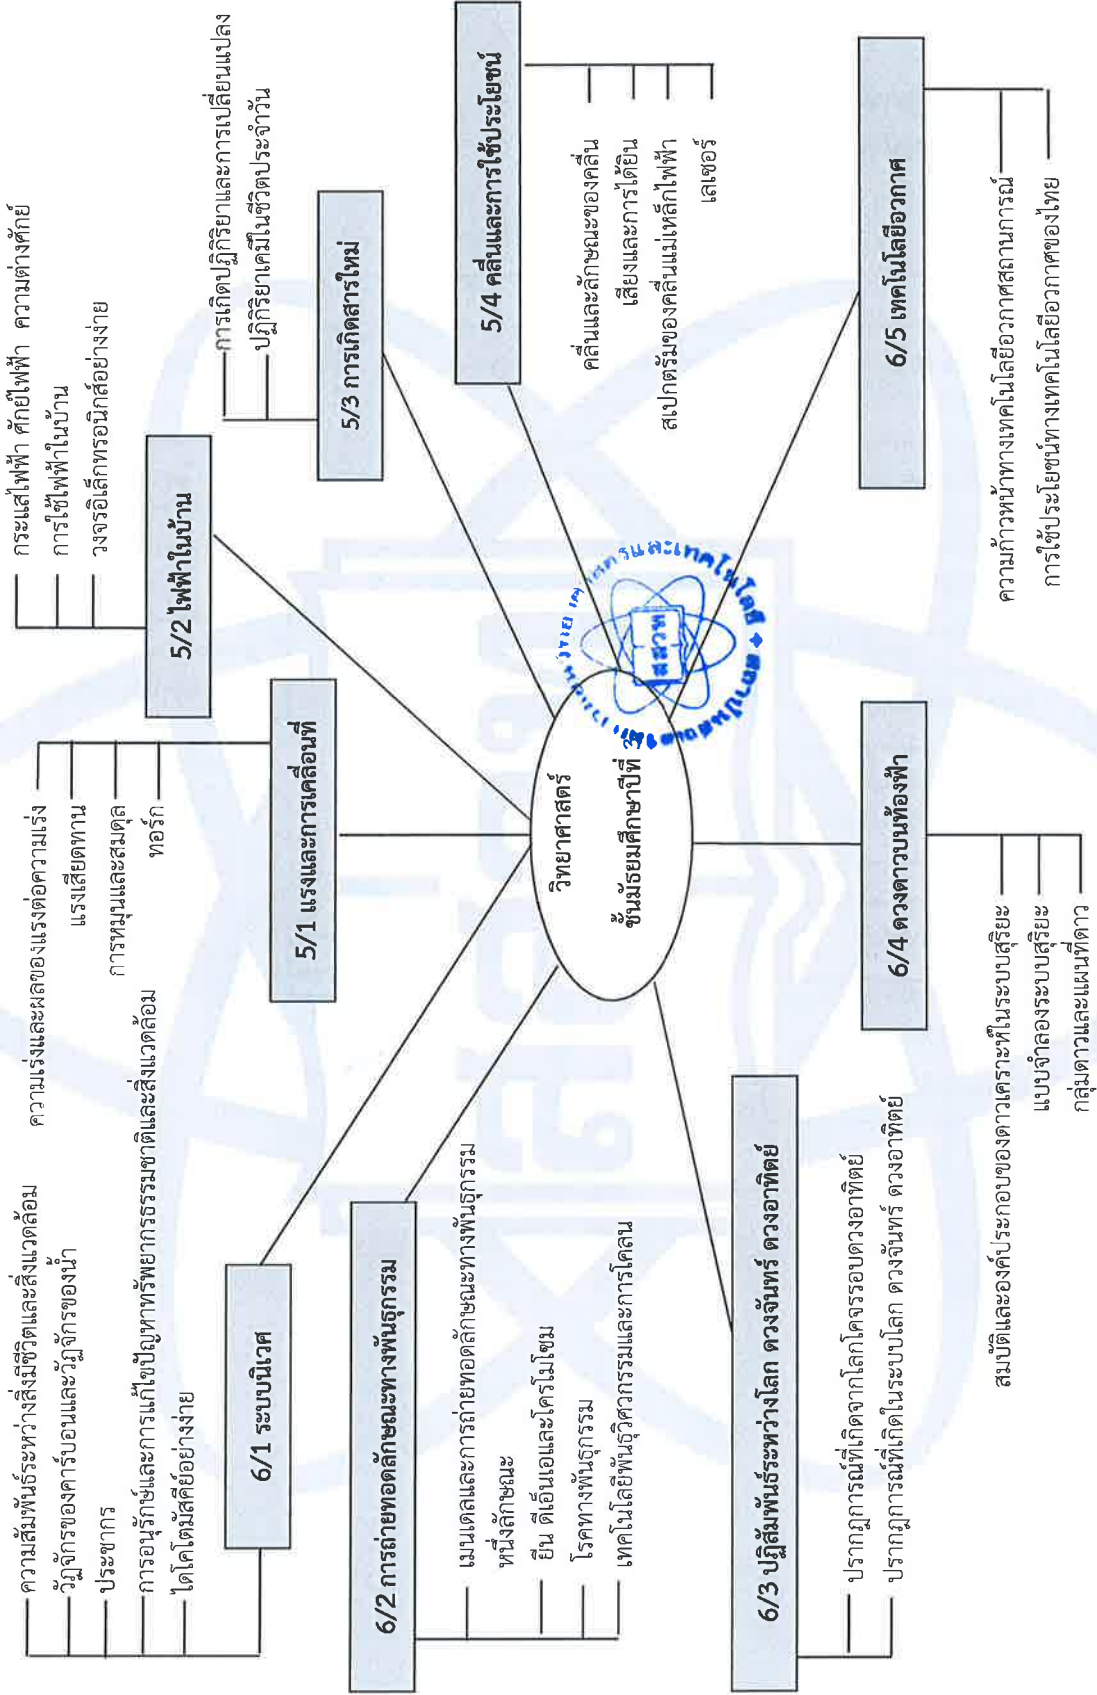 ความสัมพันธ์ระหว่างสิ่งมีชีวิตและสิ่งแวดล้อม
วัฏจักรของคาร์บอนและวัฏจักรของน้ำ
ประชากร
การอนุรักษ์และการแก้ไขปัญหาทรัพยากรธรรมชาติและสิ่งแวดล้อม
ไดโคโตมัสคีย์อย่างง่าย
6/1 ระบบนิเวศ
ความเร่งและผลของแรงต่อความเร่ง
แรงเสียดทาน
การหมุนและสมดุล
ทอร์ก
5/1 แรงและการเคลื่อนที่
กระแสไฟฟ้า ศักย์ไฟฟ้า ความต่างศักย์
การใช้ไฟฟ้าในบ้าน
วงจรอิเล็กทรอนิกส์อย่างง่าย
5/2 ไฟฟ้าในบ้าน
การเกิดปฏิกิริยาและการเปลี่ยนแปลง
ปฏิกิริยาเคมีในชีวิตประจำวัน
5/3 การเกิดสารใหม่
6/2 การถ่ายทอดลักษณะทางพันธุกรรม
เมนเดลและการถ่ายทอดลักษณะทางพันธุกรรม
หนึ่งลักษณะ
ยีน ดีเอ็นเอและโครโมโซม
โรคทางพันธุกรรม
เทคโนโลยีพันธุวิศวกรรมและการโคลน
วิทยาศาสตร์
ชั้นมัธยมศึกษาปีที่
สสวท
5/4 คลื่นและการใช้ประโยชน์
คลื่นและลักษณะของคลื่น
เสียงและการได้ยิน
สเปกตรัมของคลื่นแม่เหล็กไฟฟ้า
เลเซอร์
6/3 ปฏิสัมพันธ์ระหว่างโลก ดวงจันทร์ ดวงอาทิตย์
ปรากฏการณ์ที่เกิดจากโลกโคจรรอบดวงอาทิตย์
ปรากฏการณ์ที่เกิดในระบบโลก ดวงจันทร์ ดวงอาทิตย์
6/4 ดวงดาวบนท้องฟ้า
สมบัติและองค์ประกอบของดาวเคราะห์ในระบบสุริยะ
แบบจำลองระบบสุริยะ
กลุ่มดาวและแผนที่ดาว
6/5 เทคโนโลยีอวกาศ
ความก้าวหน้าทางเทคโนโลยีอวกาศสถานการณ์
การใช้ประโยชน์ทางเทคโนโลยีอวกาศของไทย